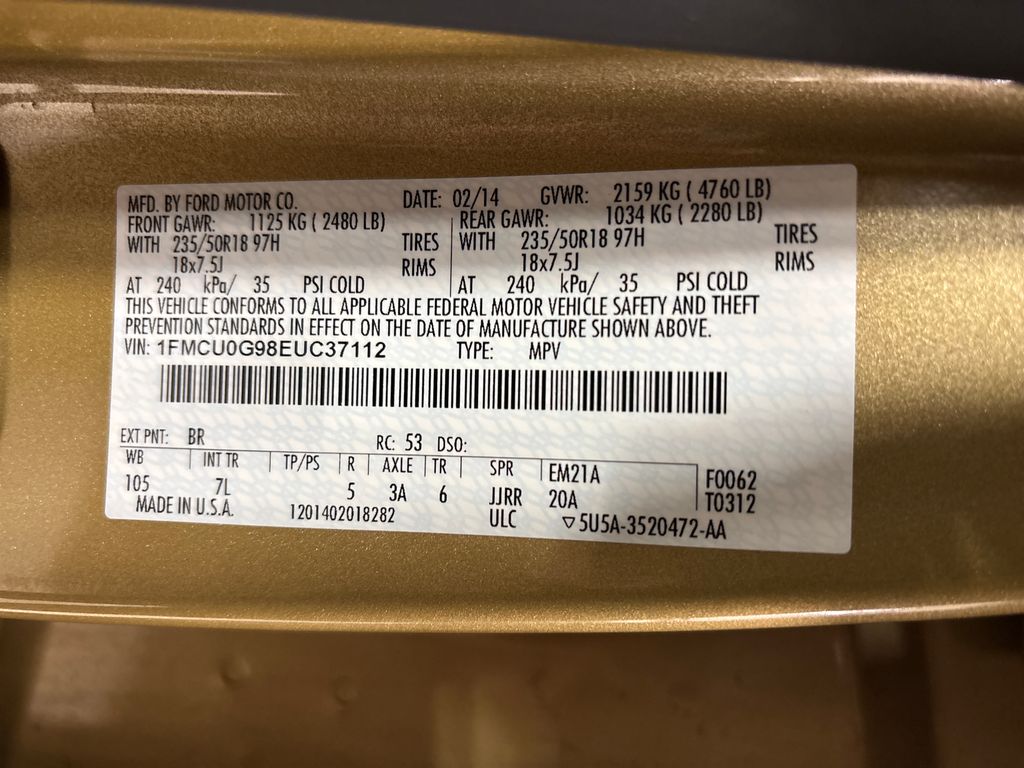 MFD. BY FORD MOTOR CO. DATE: 02/14 GVWR: 2159 KG ( 4760 LB)
FRONT GAWR: 1125 KG ( 2480 LB) REAR GAWR: 1034 KG ( 2280 LB)
WITH 235/50R18 97H TIRES WITH 235/50R18 97H TIRES
18x7.5J RIMS 18x7.5J RIMS
AT 240 kPa/ 35 PSI COLD AT 240 kPa/ 35 PSI COLD
THIS VEHICLE CONFORMS TO ALL APPLICABLE FEDERAL MOTOR VEHICLE SAFETY AND THEFT
PREVENTION STANDARDS IN EFFECT ON THE DATE OF MANUFACTURE SHOWN ABOVE.
VIN: 1FMCU0G98EUC37112 TYPE: MPV
EXT PNT: BR RC: 53 DSO:
WB INT TR TP/PS R AXLE TR SPR EM21A F0062
105 7L 5 3A 6 JJRR 20A T0312
MADE IN U.S.A. 1201402018282 ULC ▽5U5A-3520472-AA